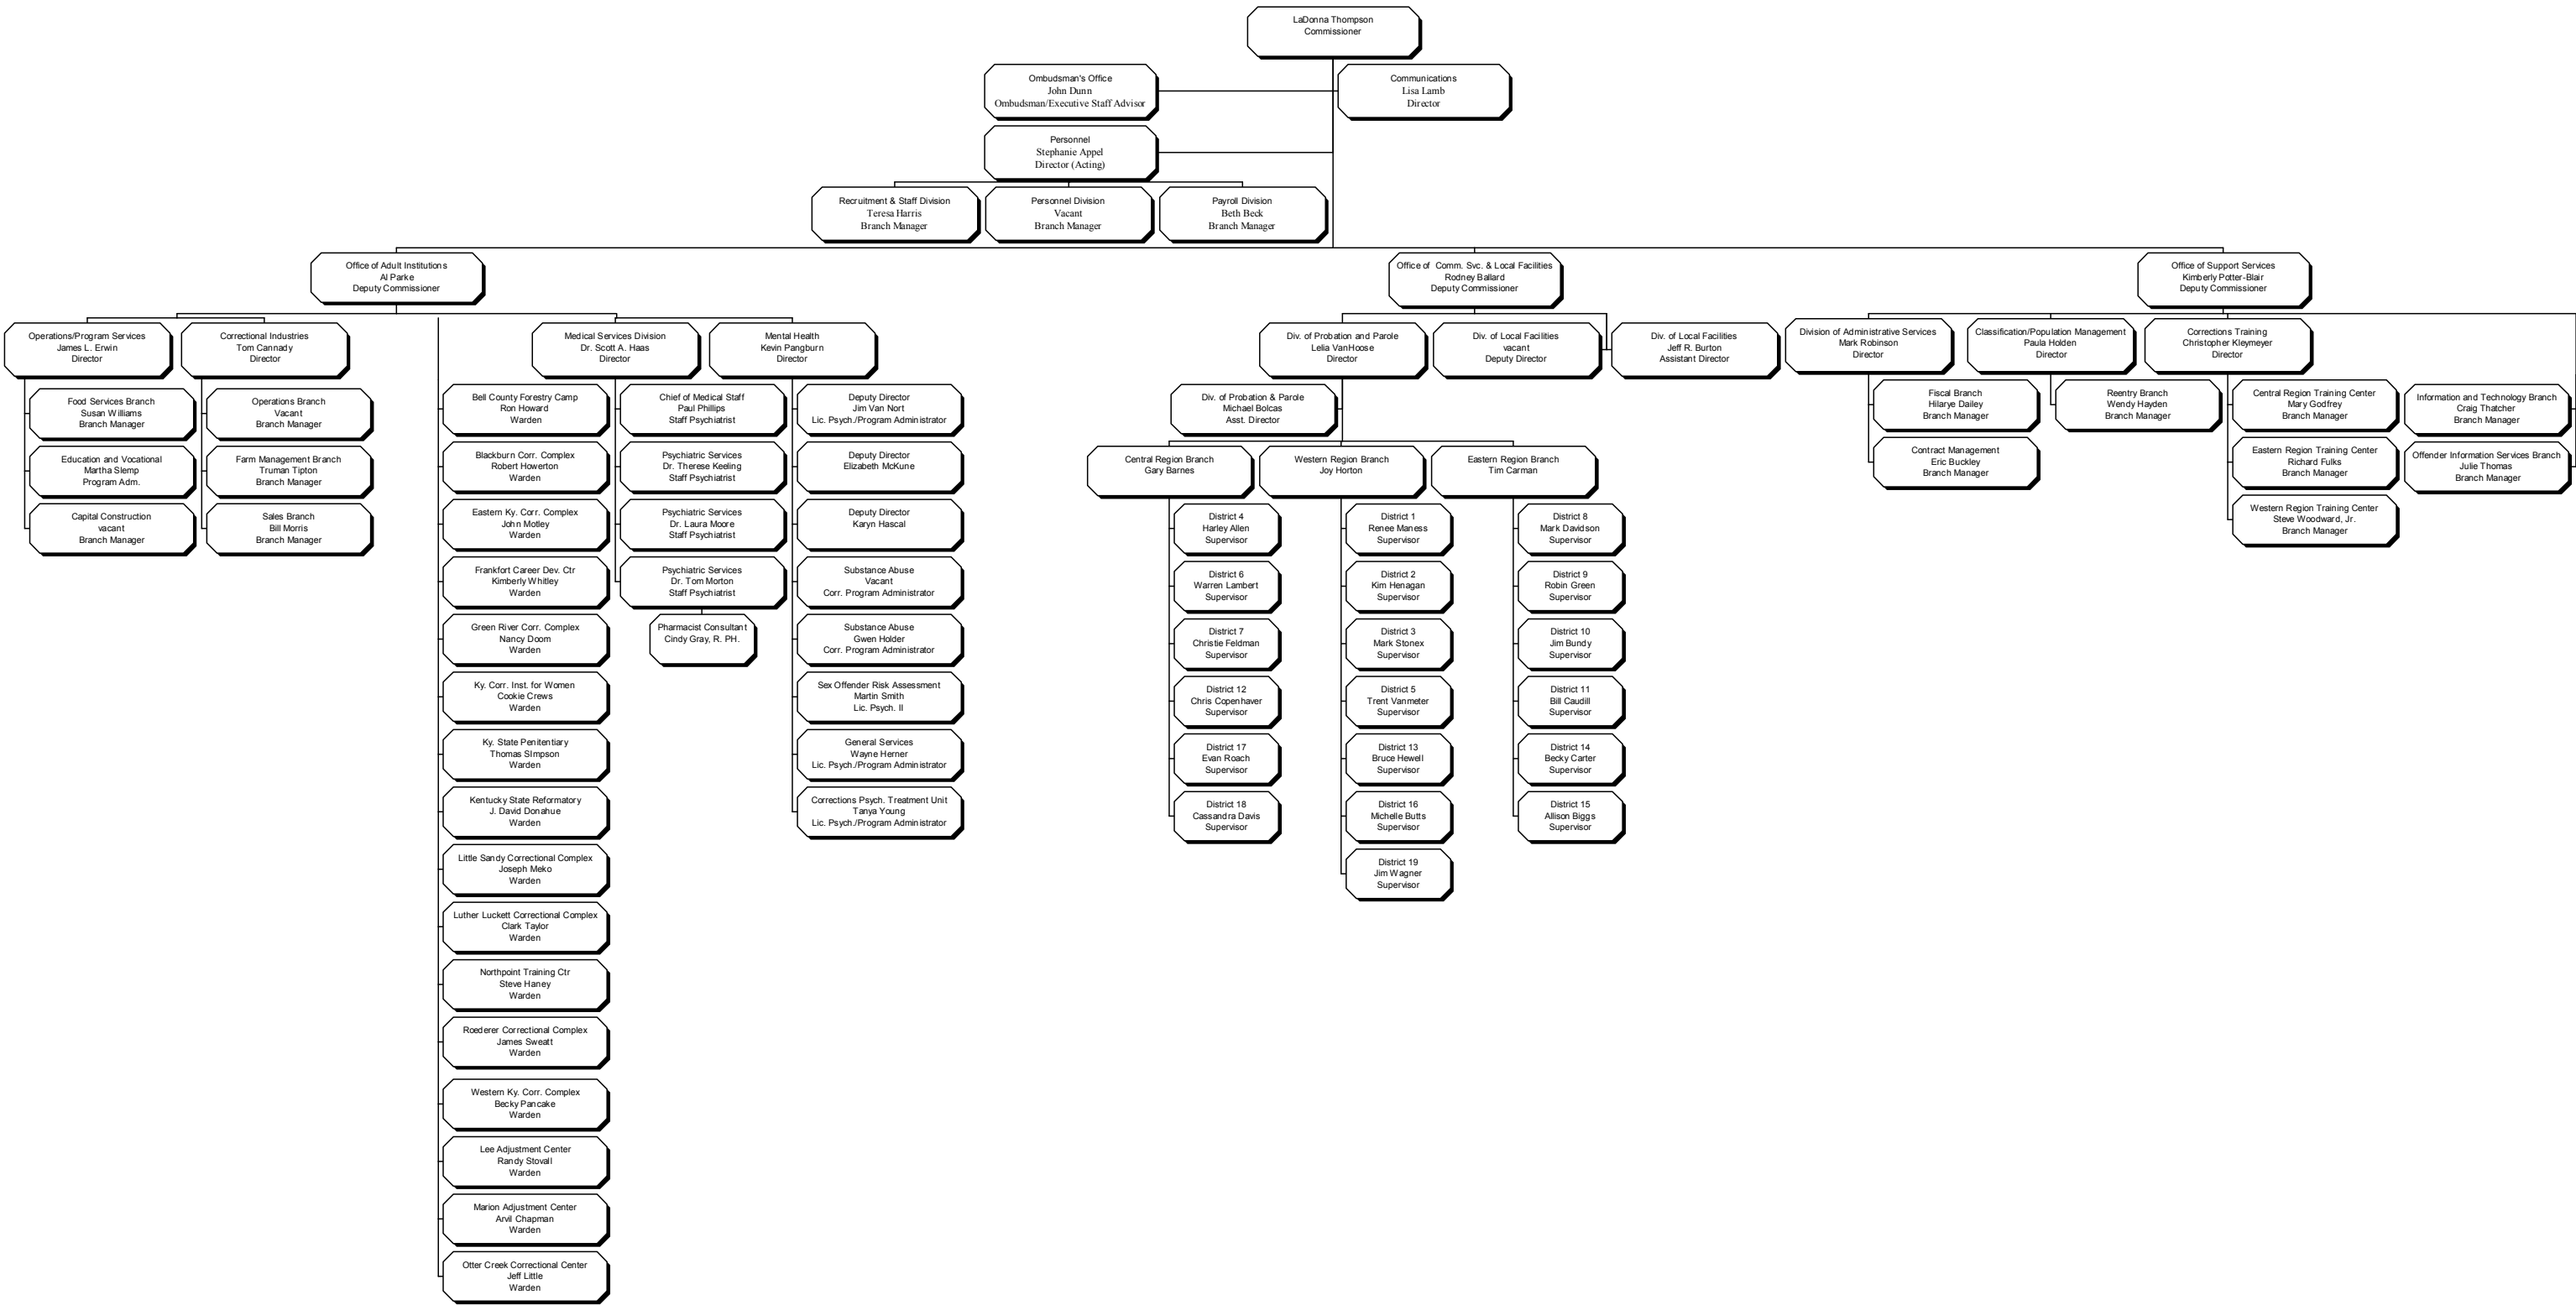 LaDonna Thompson
Commissioner
Ombudsman's Office
John Dunn
Ombudsman/Executive Staff Advisor
Communications
Lisa Lamb
Director
Personnel
Stephanie Appel
Director (Acting)
Recruitment & Staff Division
Teresa Harris
Branch Manager
Personnel Division
Vacant
Branch Manager
Payroll Division
Beth Beck
Branch Manager
Office of Adult Institutions
Al Parke
Deputy Commissioner
Office of Comm. Svc. & Local Facilities
Rodney Ballard
Deputy Commissioner
Office of Support Services
Kimberly Potter-Blair
Deputy Commissioner
Operations/Program Services
James L. Erwin
Director
Correctional Industries
Tom Cannady
Director
Medical Services Division
Dr. Scott A. Haas
Director
Mental Health
Kevin Pangburn
Director
Div. of Probation and Parole
Lelia VanHoose
Director
Div. of Local Facilities
vacant
Deputy Director
Div. of Local Facilities
Jeff R. Burton
Assistant Director
Division of Administrative Services
Mark Robinson
Director
Classification/Population Management
Paula Holden
Director
Corrections Training
Christopher Kleymeyer
Director
Food Services Branch
Susan Williams
Branch Manager
Education and Vocational
Martha Slemp
Program Adm.
Capital Construction
vacant
Branch Manager
Operations Branch
Vacant
Branch Manager
Farm Management Branch
Truman Tipton
Branch Manager
Sales Branch
Bill Morris
Branch Manager
Bell County Forestry Camp
Ron Howard
Warden
Blackburn Corr. Complex
Robert Howerton
Warden
Eastern Ky. Corr. Complex
John Motley
Warden
Frankfort Career Dev. Ctr
Kimberly Whitley
Warden
Green River Corr. Complex
Nancy Doom
Warden
Ky. Corr. Inst. for Women
Cookie Crews
Warden
Ky. State Penitentiary
Thomas SImpson
Warden
Kentucky State Reformatory
J. David Donahue
Warden
Little Sandy Correctional Complex
Joseph Meko
Warden
Luther Luckett Correctional Complex
Clark Taylor
Warden
Northpoint Training Ctr
Steve Haney
Warden
Roederer Correctional Complex
James Sweatt
Warden
Western Ky. Corr. Complex
Becky Pancake
Warden
Lee Adjustment Center
Randy Stovall
Warden
Marion Adjustment Center
Arvil Chapman
Warden
Otter Creek Correctional Center
Jeff Little
Warden
Chief of Medical Staff
Paul Phillips
Staff Psychiatrist
Psychiatric Services
Dr. Therese Keeling
Staff Psychiatrist
Psychiatric Services
Dr. Laura Moore
Staff Psychiatrist
Psychiatric Services
Dr. Tom Morton
Staff Psychiatrist
Pharmacist Consultant
Cindy Gray, R. PH.
Deputy Director
Jim Van Nort
Lic. Psych./Program Administrator
Deputy Director
Elizabeth McKune
Deputy Director
Karyn Hascal
Substance Abuse
Vacant
Corr. Program Administrator
Substance Abuse
Gwen Holder
Corr. Program Administrator
Sex Offender Risk Assessment
Martin Smith
Lic. Psych. II
General Services
Wayne Herner
Lic. Psych./Program Administrator
Corrections Psych. Treatment Unit
Tanya Young
Lic. Psych./Program Administrator
Div. of Probation & Parole
Michael Bolcas
Asst. Director
Central Region Branch
Gary Barnes
Western Region Branch
Joy Horton
Eastern Region Branch
Tim Carman
District 4
Harley Allen
Supervisor
District 6
Warren Lambert
Supervisor
District 7
Christie Feldman
Supervisor
District 12
Chris Copenhaver
Supervisor
District 17
Evan Roach
Supervisor
District 18
Cassandra Davis
Supervisor
District 1
Renee Maness
Supervisor
District 2
Kim Henagan
Supervisor
District 3
Mark Stonex
Supervisor
District 5
Trent Vanmeter
Supervisor
District 13
Bruce Hewell
Supervisor
District 16
Michelle Butts
Supervisor
District 19
Jim Wagner
Supervisor
District 8
Mark Davidson
Supervisor
District 9
Robin Green
Supervisor
District 10
Jim Bundy
Supervisor
District 11
Bill Caudill
Supervisor
District 14
Becky Carter
Supervisor
District 15
Allison Biggs
Supervisor
Fiscal Branch
Hilarye Dailey
Branch Manager
Contract Management
Eric Buckley
Branch Manager
Reentry Branch
Wendy Hayden
Branch Manager
Central Region Training Center
Mary Godfrey
Branch Manager
Eastern Region Training Center
Richard Fulks
Branch Manager
Western Region Training Center
Steve Woodward, Jr.
Branch Manager
Information and Technology Branch
Craig Thatcher
Branch Manager
Offender Information Services Branch
Julie Thomas
Branch Manager